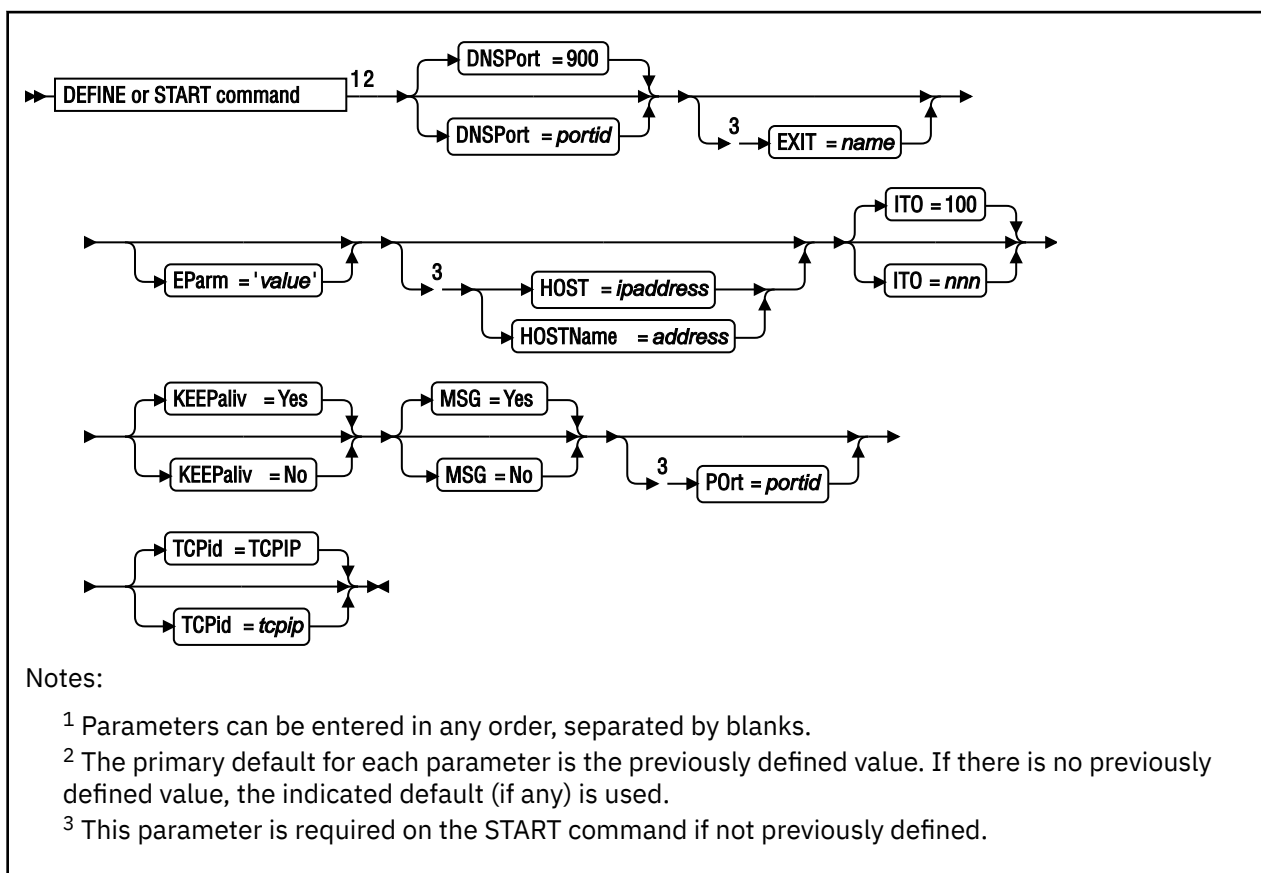 DNSPort = 900
DEFINE or START command 1 2
DNSPort = portid
3
EXIT = name
ITO = 100
EParm = 'value'
3
HOST = ipaddress
ITO = nnn
HOSTName = address
KEEPaliv = Yes
MSG = Yes
KEEPaliv = No
MSG = No
3
POrt = portid
TCPid = TCPIP
TCPid = tcpip
Notes:
1 Parameters can be entered in any order, separated by blanks.
2 The primary default for each parameter is the previously defined value. If there is no previously
defined value, the indicated default (if any) is used.
3 This parameter is required on the START command if not previously defined.